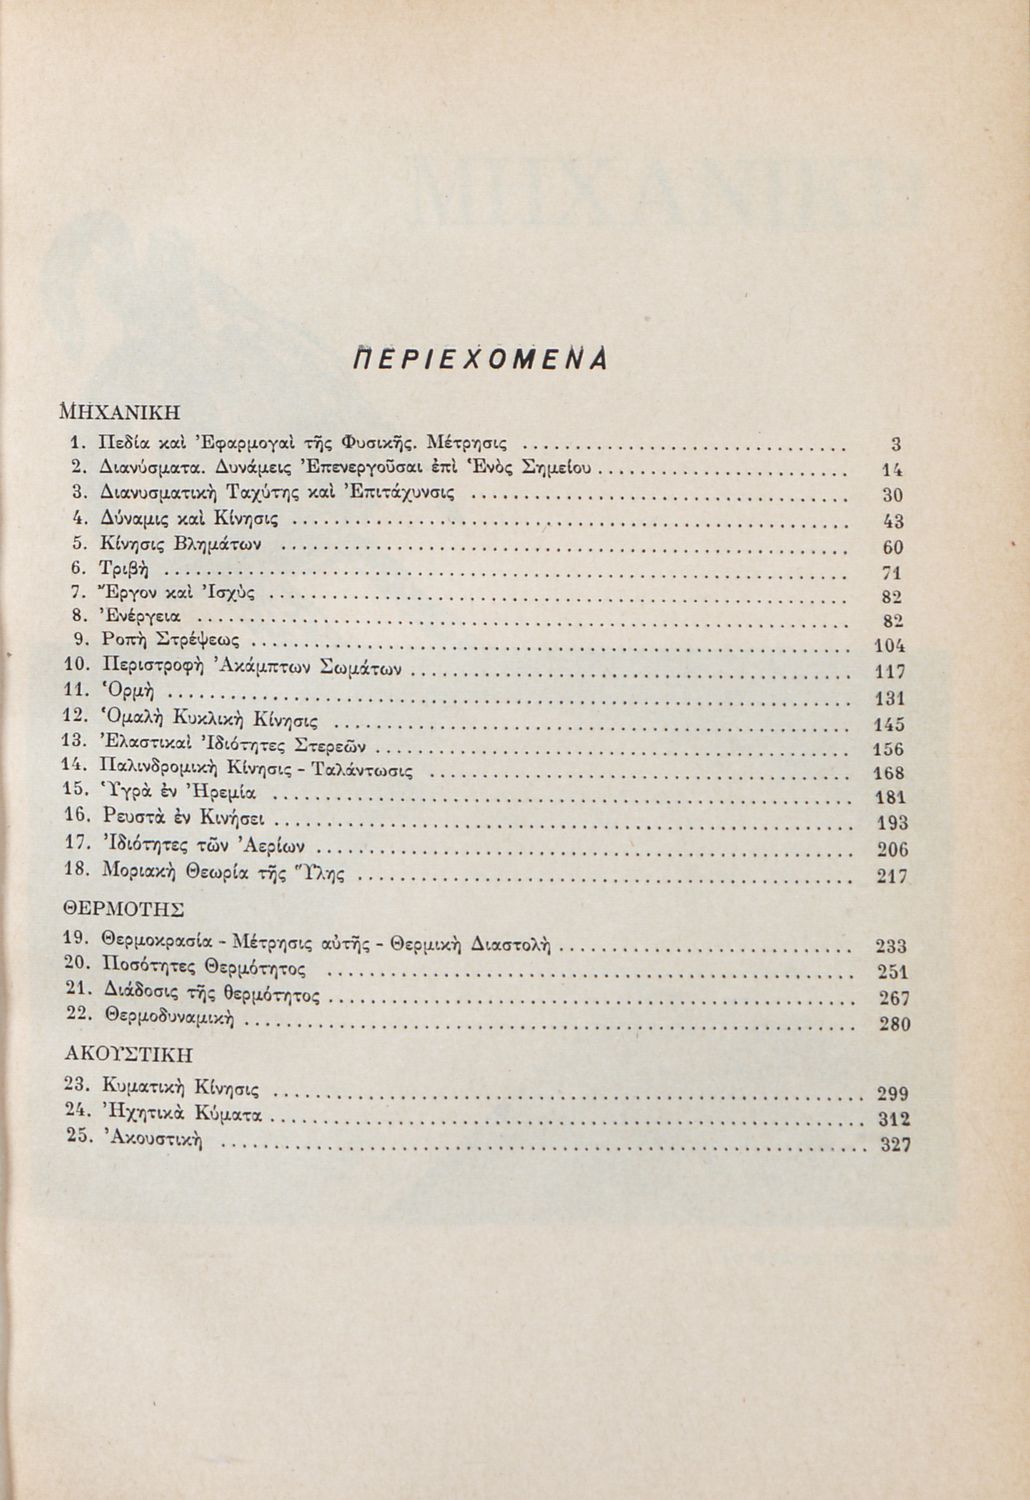 ΠΕΡΙΕΧΟΜΕΝΑ
ΜΗΧΑΝΙΚΗ
1. Πεδία καὶ Ἐφαρμογαὶ τῆς Φυσικῆς. Μέτρησις ........ 3
2. Διανύσματα. Δυνάμεις Ἐπενεργοῦσαι ἐπὶ Ἑνὸς Σημείου ........ 14
3. Διανυσματικὴ Ταχύτης καὶ Ἐπιτάχυνσις ........ 30
4. Δύναμις καὶ Κίνησις ........ 43
5. Κίνησις Βλημάτων ........ 60
6. Τριβὴ ........ 71
7. Ἔργον καὶ Ἰσχὺς ........ 82
8. Ἐνέργεια ........ 82
9. Ροπὴ Στρέψεως ........ 104
10. Περιστροφὴ Ἀκάμπτων Σωμάτων ........ 117
11. Ὁρμὴ ........ 131
12. Ὁμαλὴ Κυκλικὴ Κίνησις ........ 145
13. Ἐλαστικαὶ Ἰδιότητες Στερεῶν ........ 156
14. Παλινδρομικὴ Κίνησις - Ταλάντωσις ........ 168
15. Ὑγρὰ ἐν Ἠρεμίᾳ ........ 181
16. Ρευστὰ ἐν Κινήσει ........ 193
17. Ἰδιότητες τῶν Ἀερίων ........ 206
18. Μοριακὴ Θεωρία τῆς Ὕλης ........ 217
ΘΕΡΜΟΤΗΣ
19. Θερμοκρασία - Μέτρησις αὐτῆς - Θερμικὴ Διαστολὴ ........ 233
20. Ποσότητες Θερμότητος ........ 251
21. Διάδοσις τῆς θερμότητος ........ 267
22. Θερμοδυναμικὴ ........ 280
ΑΚΟΥΣΤΙΚΗ
23. Κυματικὴ Κίνησις ........ 299
24. Ἠχητικὰ Κύματα ........ 312
25. Ἀκουστικὴ ........ 327